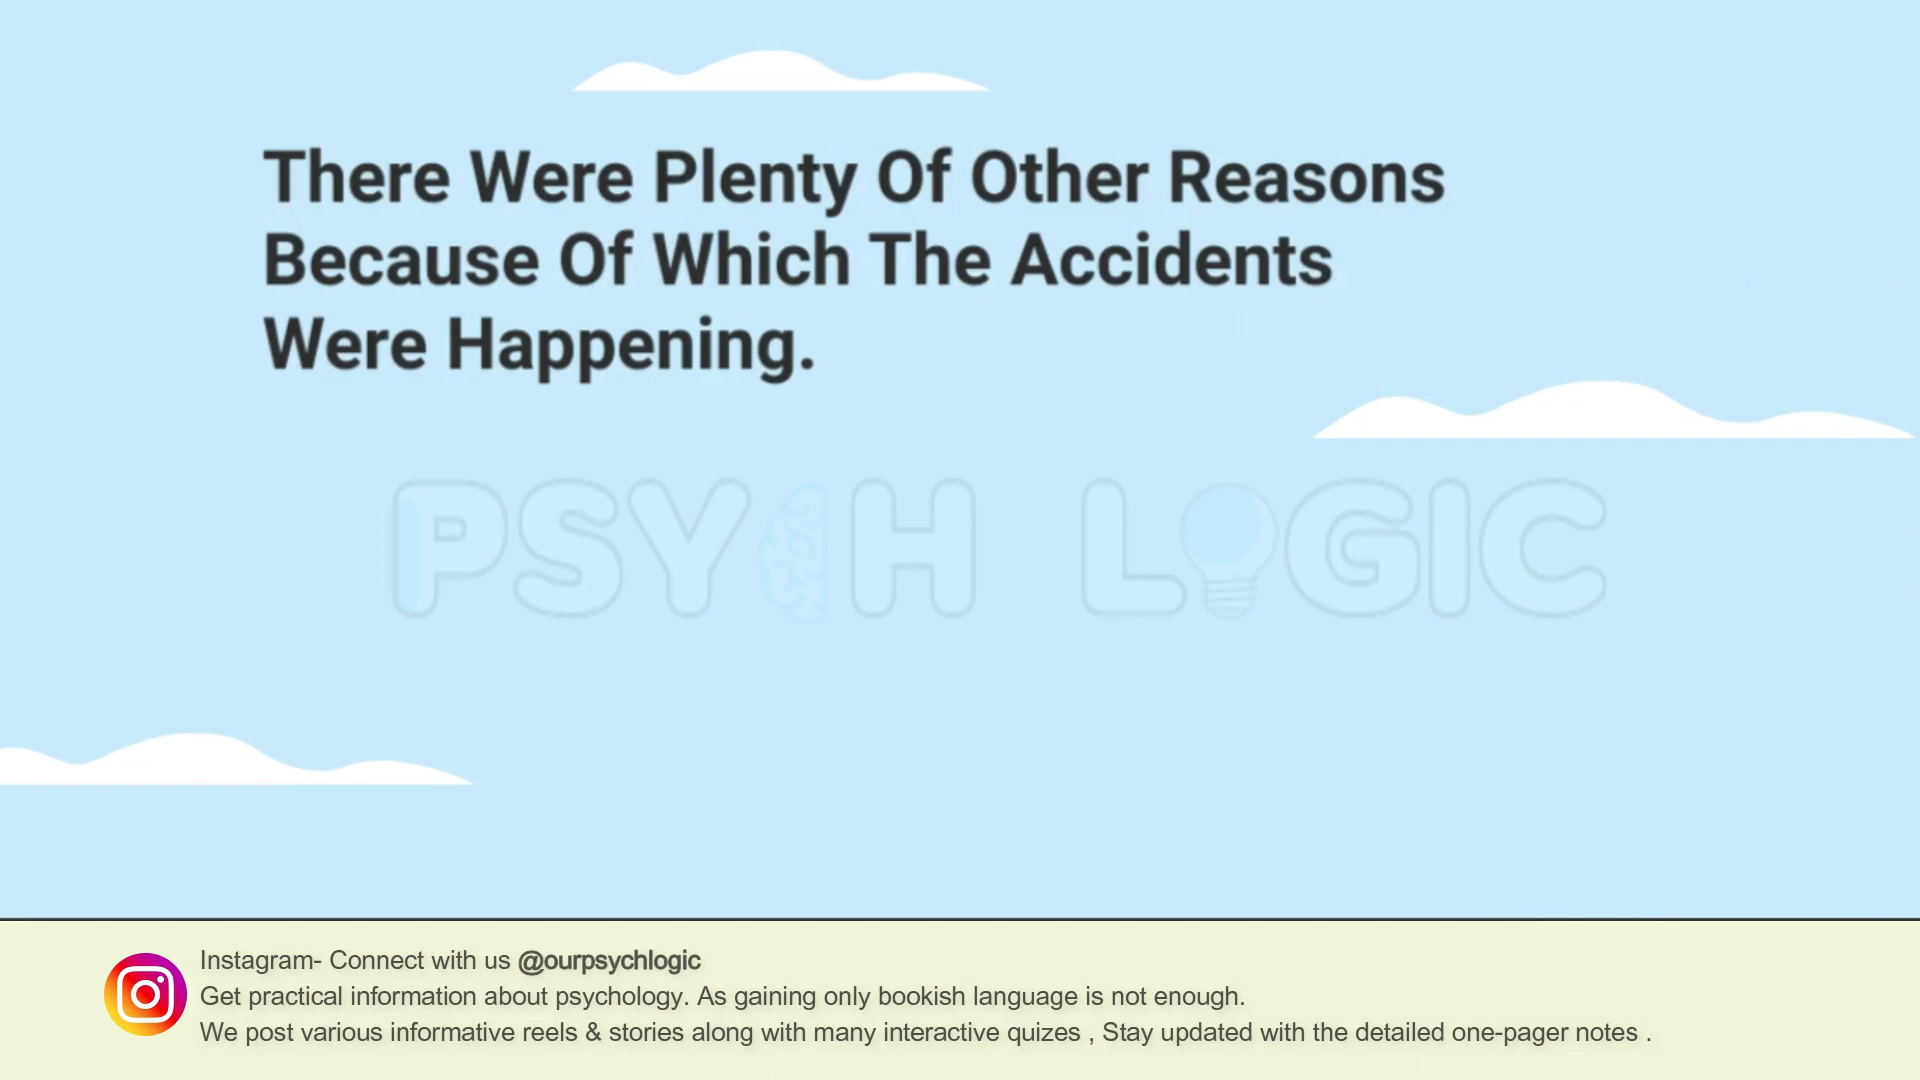 There Were Plenty Of Other Reasons
Because Of Which The Accidents
Were Happening.
PSYCH LOGIC
Instagram- Connect with us @ourpsychlogic
Get practical information about psychology. As gaining only bookish language is not enough.
We post various informative reels & stories along with many interactive quizes , Stay updated with the detailed one-pager notes .